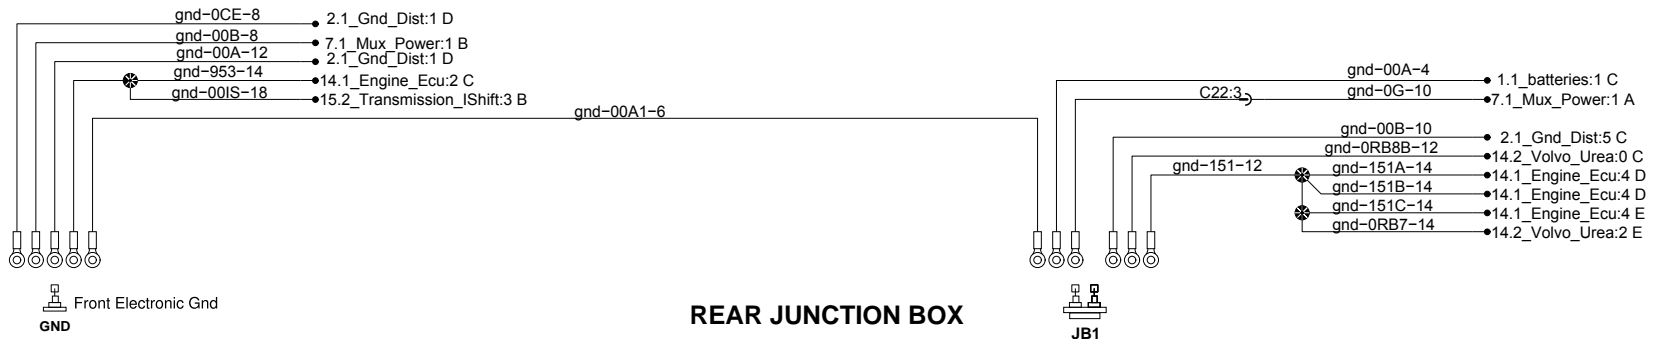 gnd-0CE-8 2.1_Gnd_Dist:1 D
gnd-00B-8 7.1_Mux_Power:1 B
gnd-00A-12 2.1_Gnd_Dist:1 D
gnd-953-14 14.1_Engine_Ecu:2 C
gnd-00IS-18 15.2_Transmission_IShift:3 B
gnd-00A1-6
gnd-00A-4 1.1_batteries:1 C
C22:3 gnd-0G-10 7.1_Mux_Power:1 A
gnd-00B-10 2.1_Gnd_Dist:5 C
gnd-0RB8B-12 14.2_Volvo_Urea:0 C
gnd-151-12 gnd-151A-14 14.1_Engine_Ecu:4 D
gnd-151B-14 14.1_Engine_Ecu:4 D
gnd-151C-14 14.1_Engine_Ecu:4 E
gnd-0RB7-14 14.2_Volvo_Urea:2 E
Front Electronic Gnd
GND
REAR JUNCTION BOX
JB1